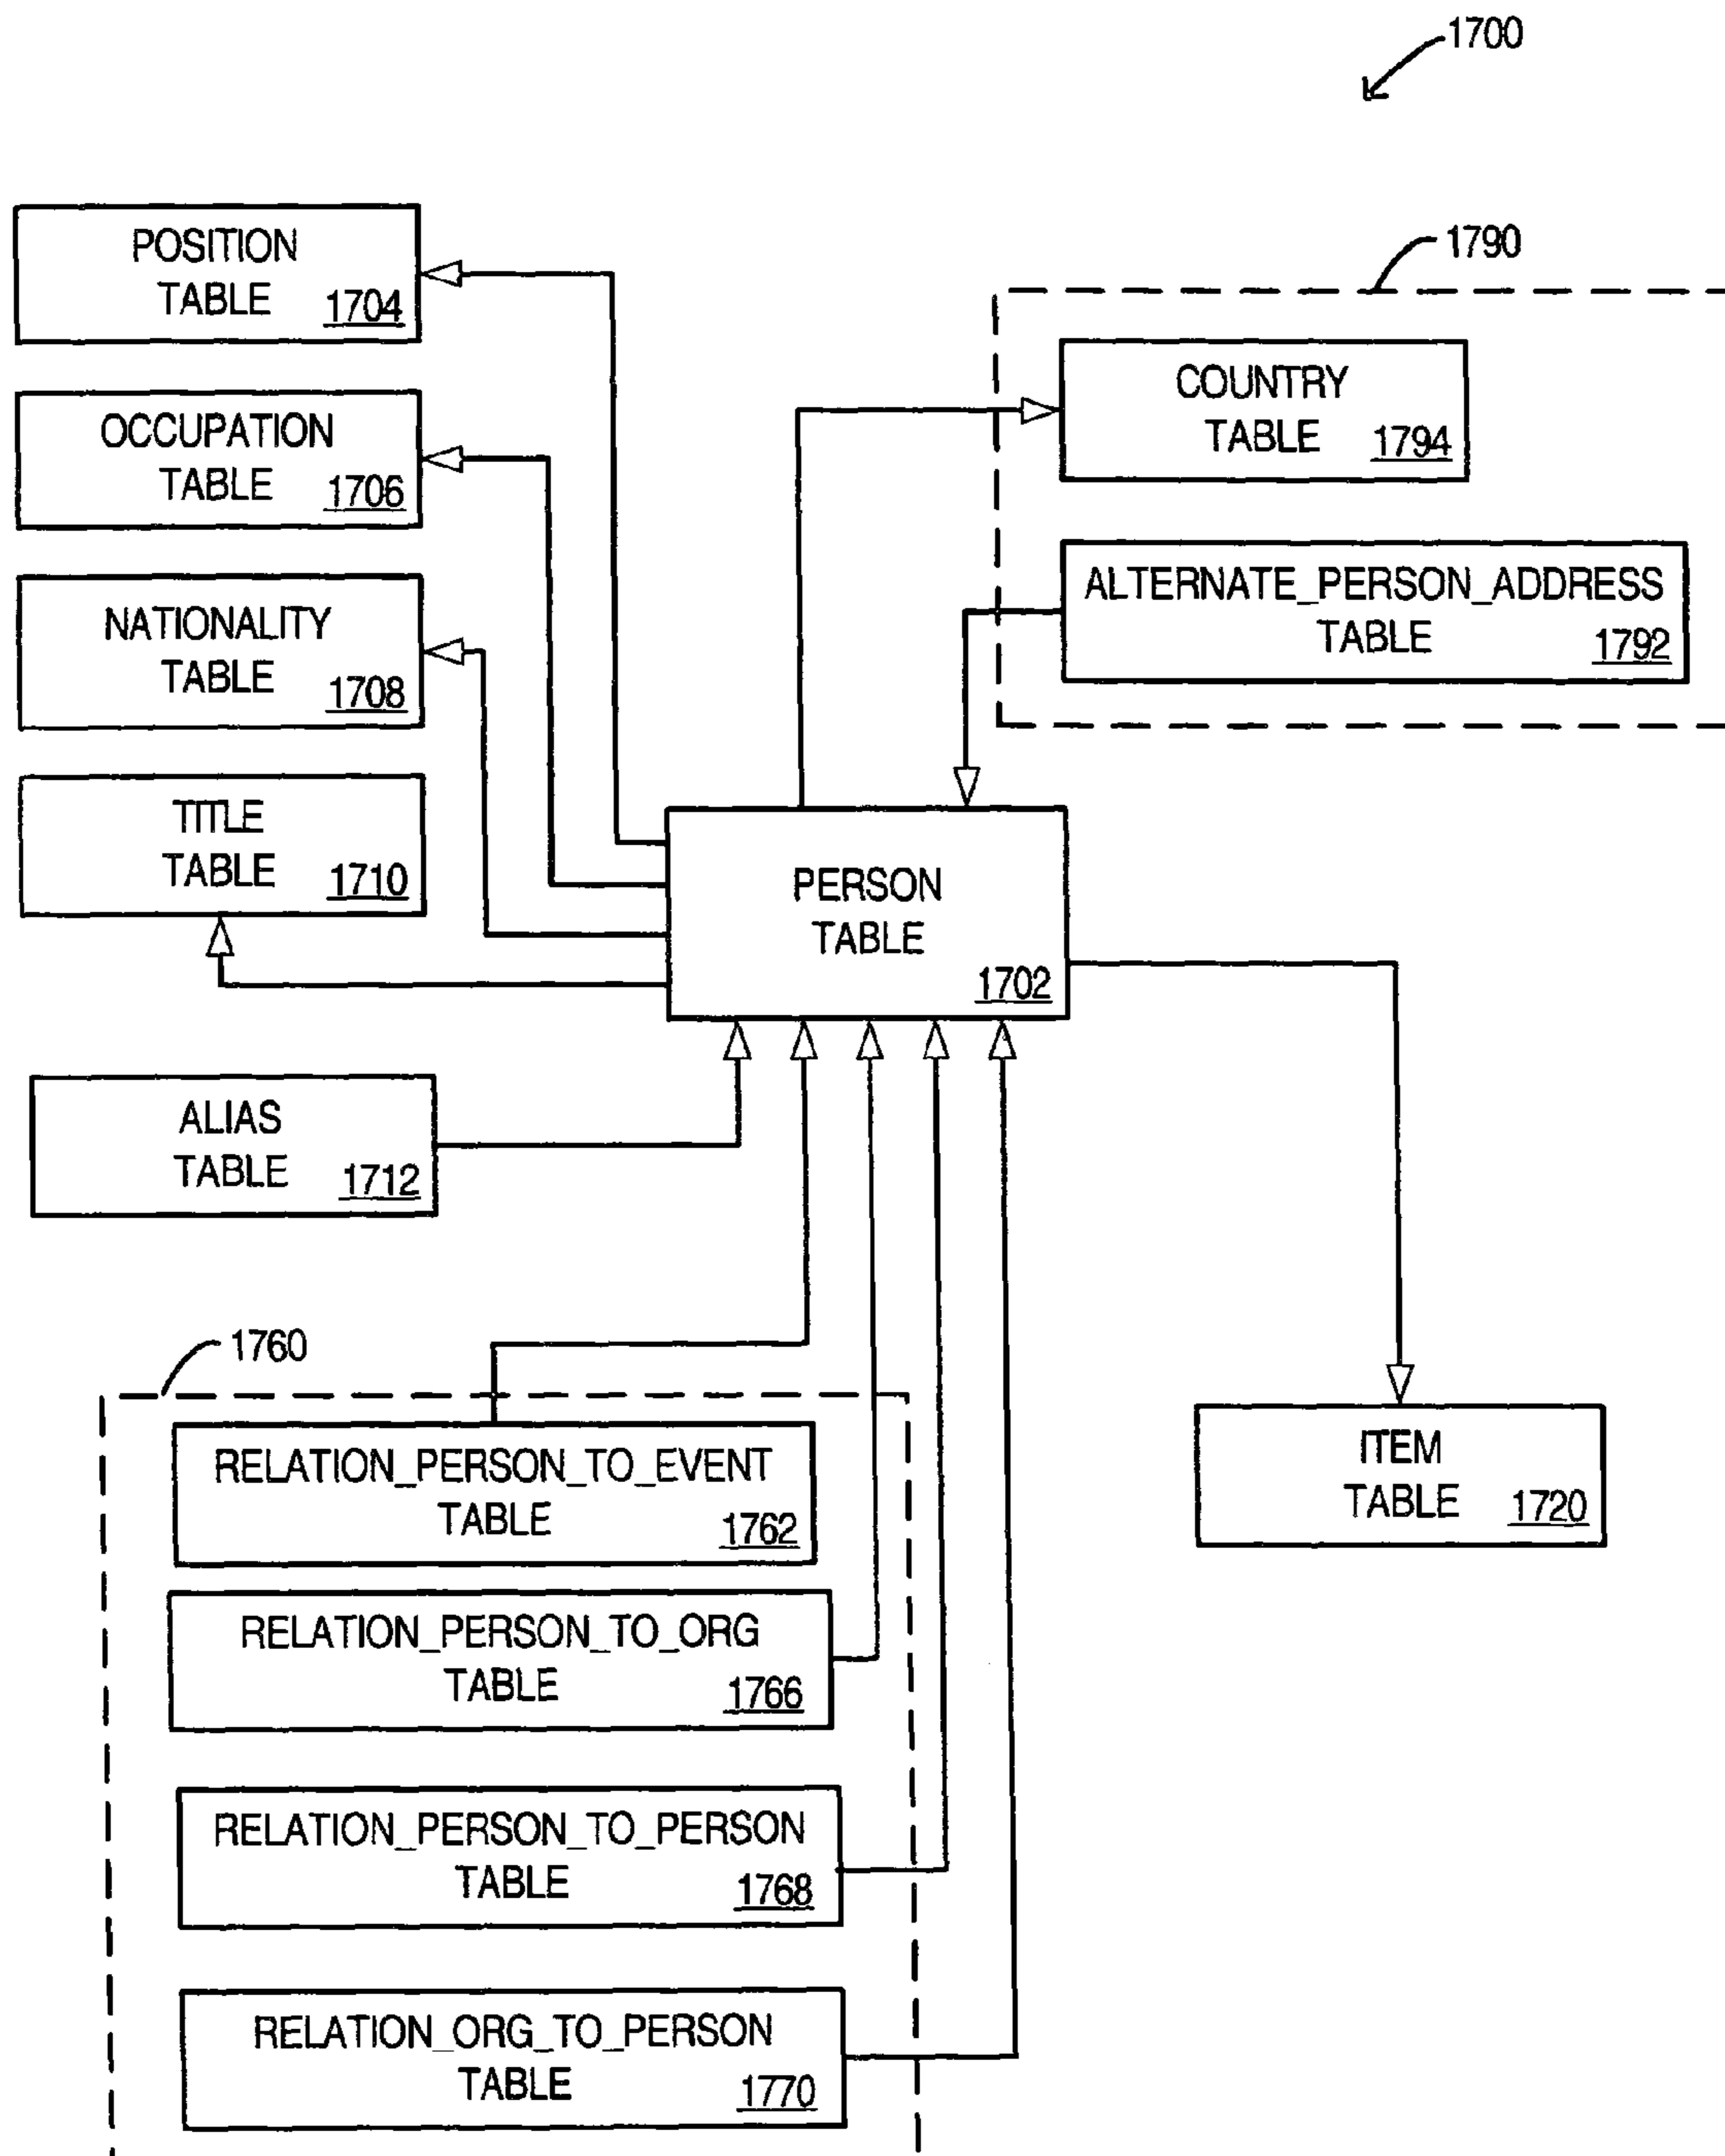 1700
POSITION
TABLE
1704
1790
OCCUPATION
TABLE
1706
COUNTRY
TABLE
1794
NATIONALITY
TABLE
1708
ALTERNATE_PERSON_ADDRESS
TABLE
1792
TITLE
TABLE
1710
PERSON
TABLE
1702
ALIAS
TABLE
1712
1760
RELATION_PERSON_TO_EVENT
TABLE
1762
ITEM
TABLE
1720
RELATION_PERSON_TO_ORG
TABLE
1766
RELATION_PERSON_TO_PERSON
TABLE
1768
RELATION_ORG_TO_PERSON
TABLE
1770